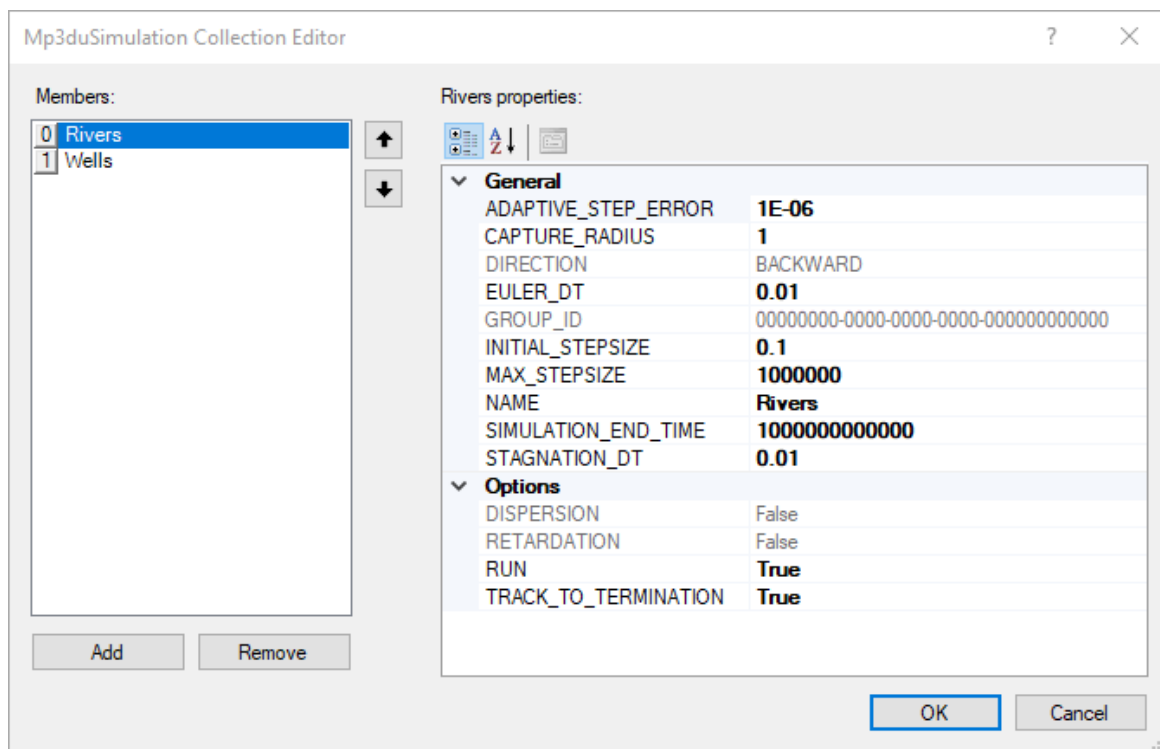 Mp3duSimulation Collection Editor
?
Members:
0 Rivers
1 Wells
Add Remove
Rivers properties:
A Z
General
ADAPTIVE_STEP_ERROR 1E-06
CAPTURE_RADIUS 1
DIRECTION BACKWARD
EULER_DT 0.01
GROUP_ID 00000000-0000-0000-0000-000000000000
INITIAL_STEPSIZE 0.1
MAX_STEPSIZE 1000000
NAME Rivers
SIMULATION_END_TIME 1000000000000
STAGNATION_DT 0.01
Options
DISPERSION False
RETARDATION False
RUN True
TRACK_TO_TERMINATION True
OK Cancel